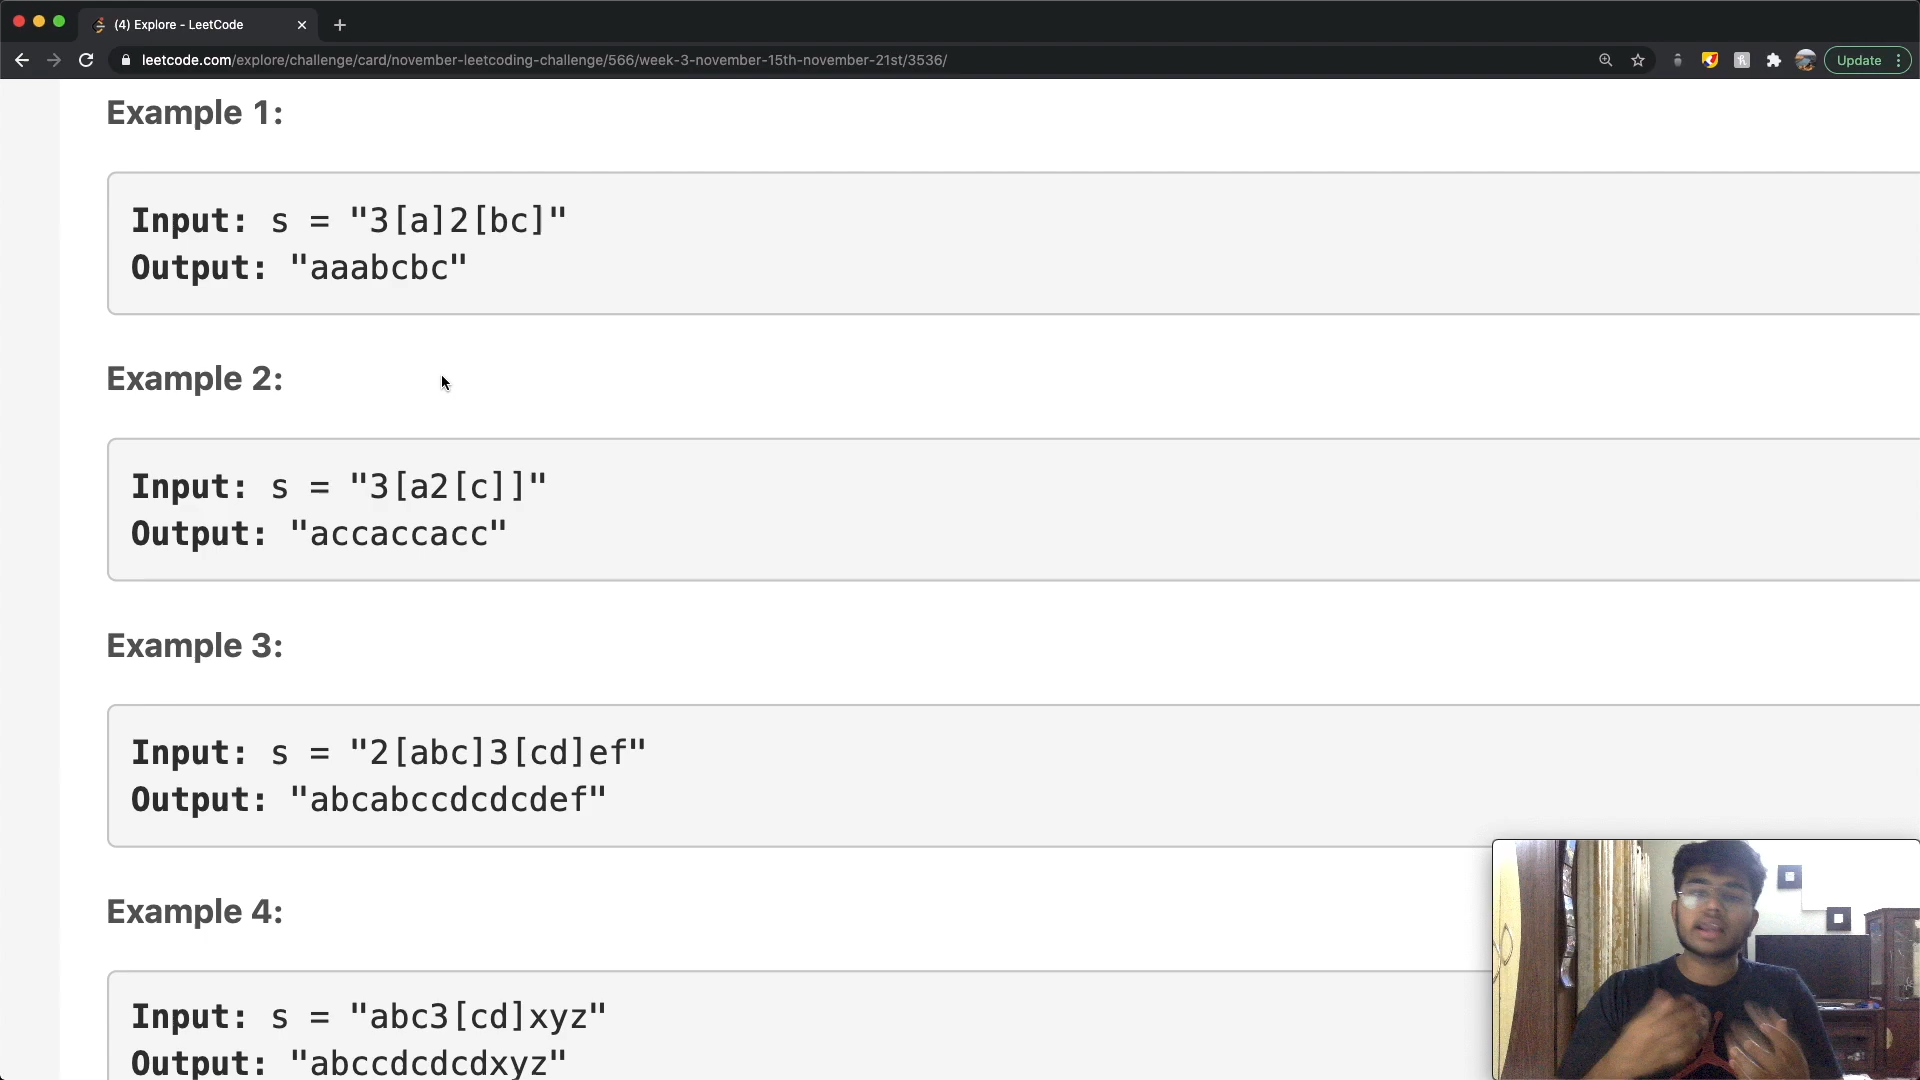 (4) Explore - LeetCode
leetcode.com/explore/challenge/card/november-leetcoding-challenge/566/week-3-november-15th-november-21st/3536/
Update
Example 1:
Input: s = "3[a]2[bc]"
Output: "aaabcbc"
Example 2:
Input: s = "3[a2[c]]"
Output: "accaccacc"
Example 3:
Input: s = "2[abc]3[cd]ef"
Output: "abcabccdcdcdef"
Example 4:
Input: s = "abc3[cd]xyz"
Output: "abccdcdcdxyz"